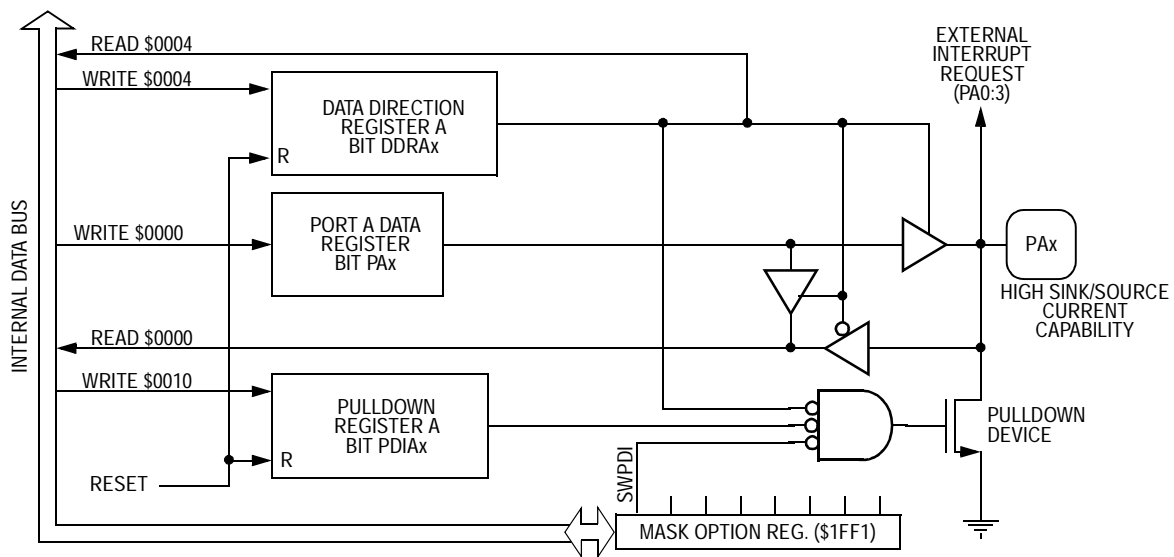 READ $0004
WRITE $0004
DATA DIRECTION
REGISTER A
BIT DDRAx
R
EXTERNAL
INTERRUPT
REQUEST
(PA0:3)
INTERNAL DATA BUS
WRITE $0000
PORT A DATA
REGISTER
BIT PAx
PAx
HIGH SINK/SOURCE
CURRENT
CAPABILITY
READ $0000
WRITE $0010
PULLDOWN
REGISTER A
BIT PDIAx
R
PULLDOWN
DEVICE
RESET
SWPDI
MASK OPTION REG. ($1FF1)